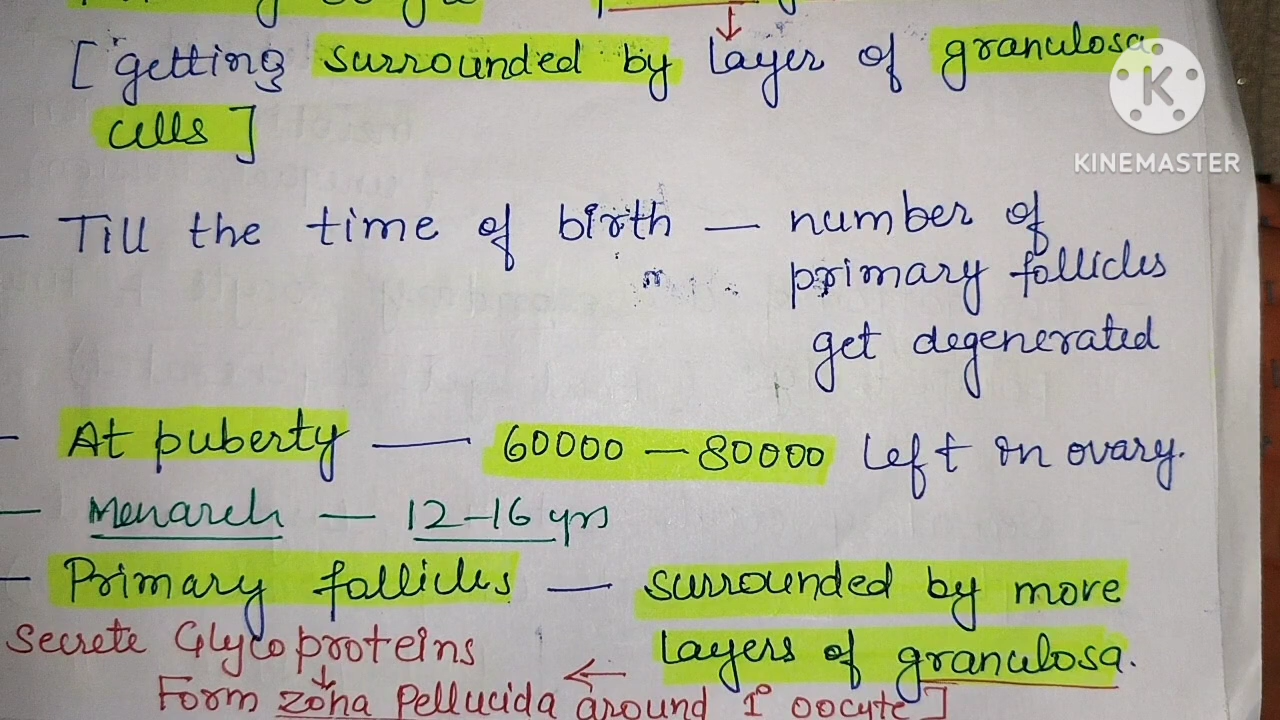 [ getting surrounded by layer of granulosa
cells ]
K
KINEMASTER
– Till the time of birth — number of
primary follicles
get degenerated
– At puberty — 60000 – 80000 left in ovary.
– Menarch — 12–16 yrs
– Primary follicles — surrounded by more
layers of granulosa.
Secrete Glycoproteins ←
↓
Form zona Pellucida around 1° oocyte ]